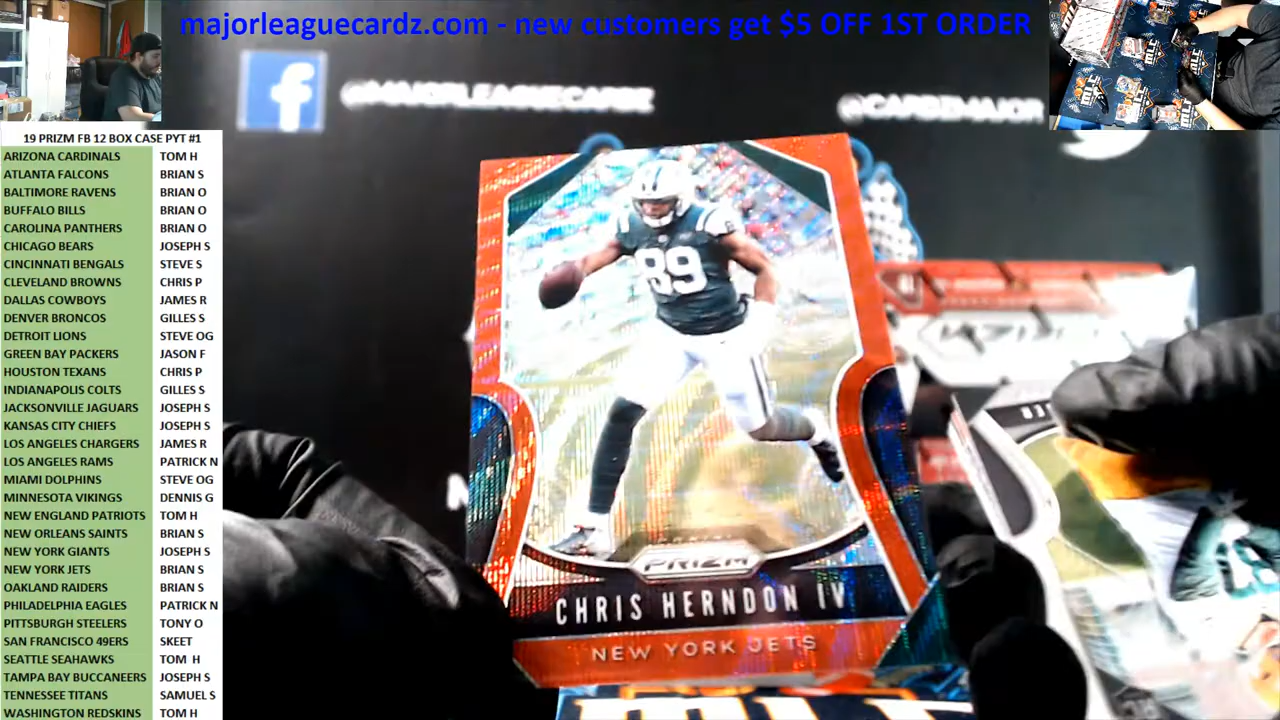 majorleaguecardz.com - new customers get $5 OFF 1ST ORDER
@MAJORLEAGUECARDZ
@CARDZMAJOR
19 PRIZM FB 12 BOX CASE PYT #1
ARIZONA CARDINALS TOM H
ATLANTA FALCONS BRIAN S
BALTIMORE RAVENS BRIAN O
BUFFALO BILLS BRIAN O
CAROLINA PANTHERS BRIAN O
CHICAGO BEARS JOSEPH S
CINCINNATI BENGALS STEVE S
CLEVELAND BROWNS CHRIS P
DALLAS COWBOYS JAMES R
DENVER BRONCOS GILLES S
DETROIT LIONS STEVE OG
GREEN BAY PACKERS JASON F
HOUSTON TEXANS CHRIS P
INDIANAPOLIS COLTS GILLES S
JACKSONVILLE JAGUARS JOSEPH S
KANSAS CITY CHIEFS JOSEPH S
LOS ANGELES CHARGERS JAMES R
LOS ANGELES RAMS PATRICK N
MIAMI DOLPHINS STEVE OG
MINNESOTA VIKINGS DENNIS G
NEW ENGLAND PATRIOTS TOM H
NEW ORLEANS SAINTS BRIAN S
NEW YORK GIANTS JOSEPH S
NEW YORK JETS BRIAN S
OAKLAND RAIDERS BRIAN S
PHILADELPHIA EAGLES PATRICK N
PITTSBURGH STEELERS TONY O
SAN FRANCISCO 49ERS SKEET
SEATTLE SEAHAWKS TOM H
TAMPA BAY BUCCANEERS JOSEPH S
TENNESSEE TITANS SAMUEL S
WASHINGTON REDSKINS TOM H
89
PANINI
PRIZM
CHRIS HERNDON IV
NEW YORK JETS